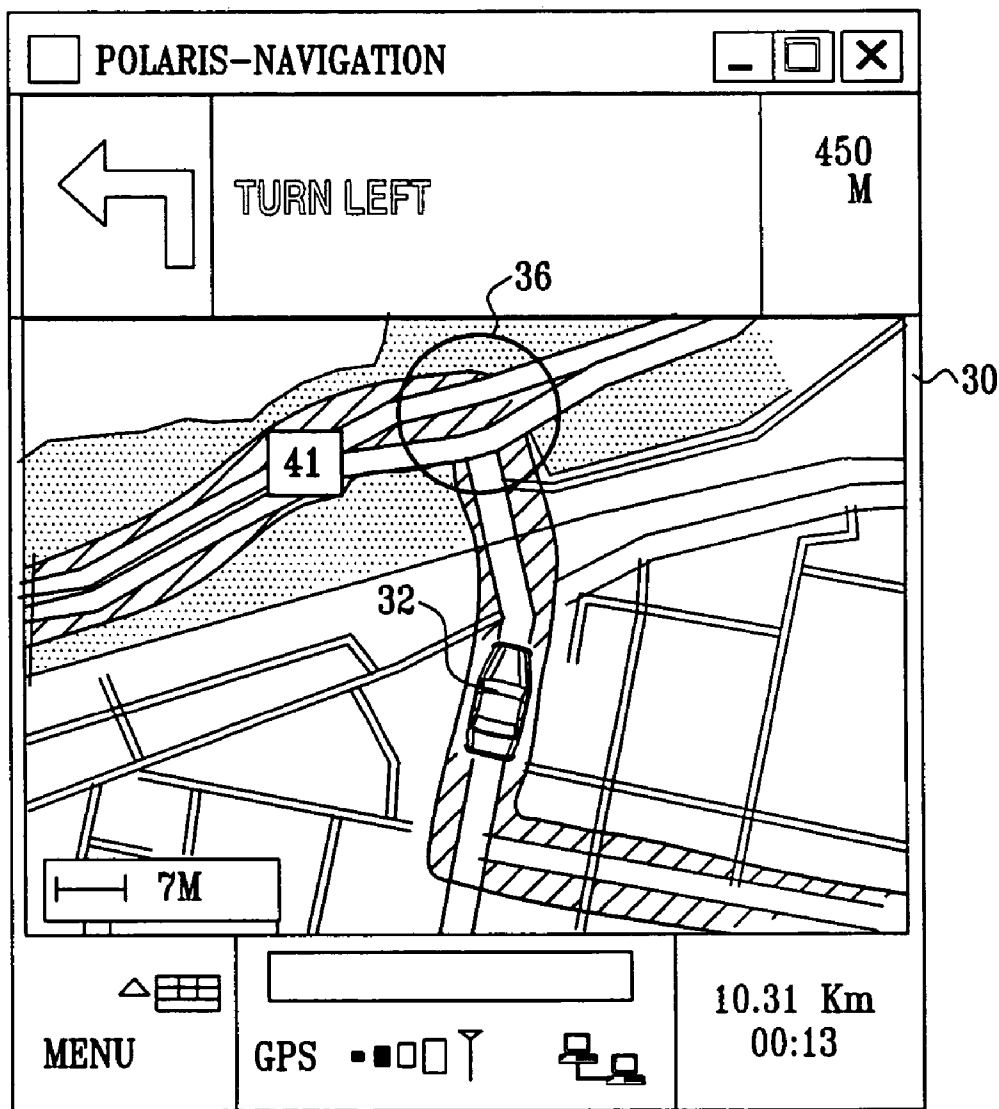 POLARIS-NAVIGATION
TURN LEFT
450
M
36
30
41
32
7M
MENU
GPS
10.31 Km
00:13